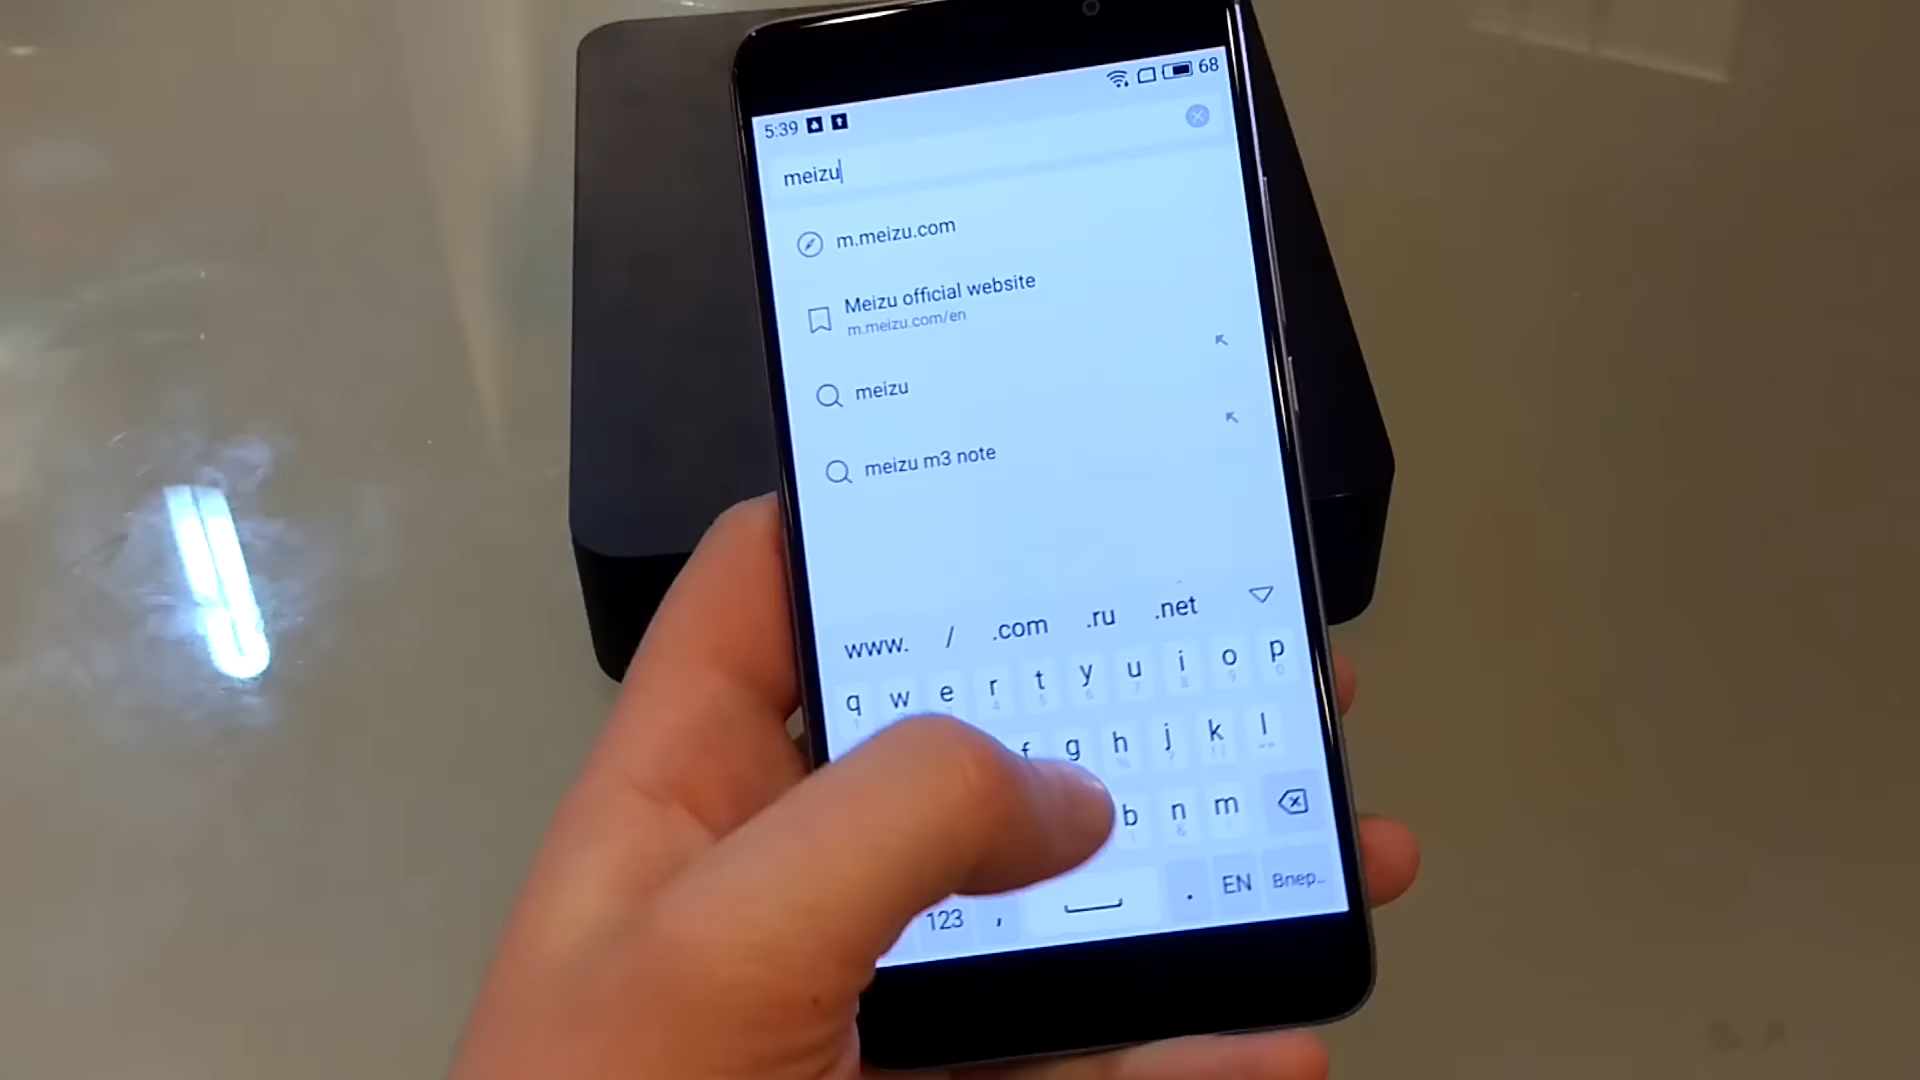 5:39
68
meizu
m.meizu.com
Meizu official website
m.meizu.com/en
meizu
meizu m3 note
www. / .com .ru .net
q w e r t y u i o p
f g h j k l
b n m
123 , . EN Впер..